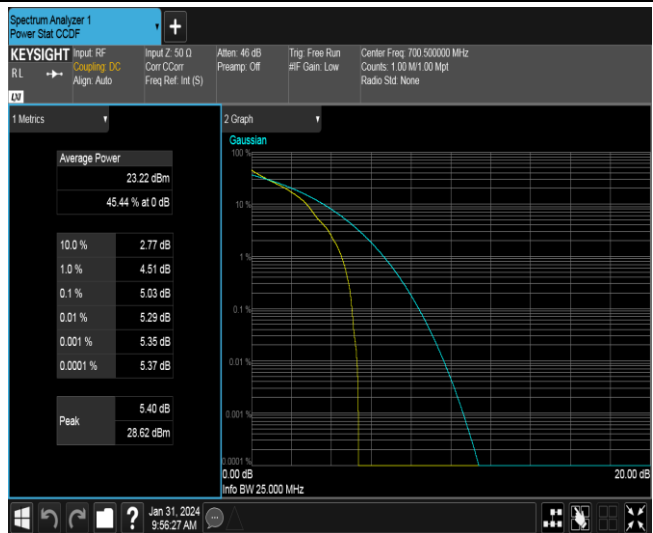 Spectrum Analyzer 1
Power Stat CCDF
+
KEYSIGHT
RL
Input: RF
Coupling: DC
Align: Auto
Input Z: 50 Ω
Corr CCorr
Freq Ref: Int (S)
Atten: 46 dB
Preamp: Off
Trig: Free Run
#IF Gain: Low
Center Freq: 700.500000 MHz
Counts: 1.00 M/1.00 Mpt
Radio Std: None
1 Metrics
Average Power
23.22 dBm
45.44 % at 0 dB
10.0 % 2.77 dB
1.0 % 4.51 dB
0.1 % 5.03 dB
0.01 % 5.29 dB
0.001 % 5.35 dB
0.0001 % 5.37 dB
Peak 5.40 dB
28.62 dBm
2 Graph
Gaussian
100 %
10 %
1 %
0.1 %
0.01 %
0.001 %
0.0001 %
0.00 dB 20.00 dB
Info BW 25.000 MHz
?
Jan 31, 2024
9:56:27 AM